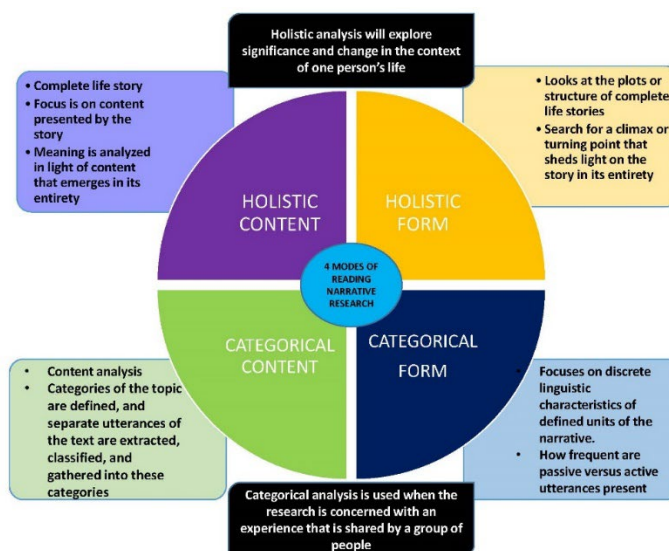 Holistic analysis will explore
significance and change in the context
of one person's life
• Complete life story
• Focus is on content
presented by the
story
• Meaning is analyzed
in light of content
that emerges in its
entirety
• Looks at the plots or
structure of complete
life stories
• Search for a climax or
turning point that
sheds light on the
story in its entirety
HOLISTIC
CONTENT
HOLISTIC
FORM
4 MODES OF
READING
NARRATIVE
RESEARCH
CATEGORICAL
CONTENT
CATEGORICAL
FORM
• Content analysis
• Categories of the topic
are defined, and
separate utterances of
the text are extracted,
classified, and
gathered into these
categories
• Focuses on discrete
linguistic
characteristics of
defined units of the
narrative.
• How frequent are
passive versus active
utterances present
Categorical analysis is used when the
research is concerned with an
experience that is shared by a group of
people